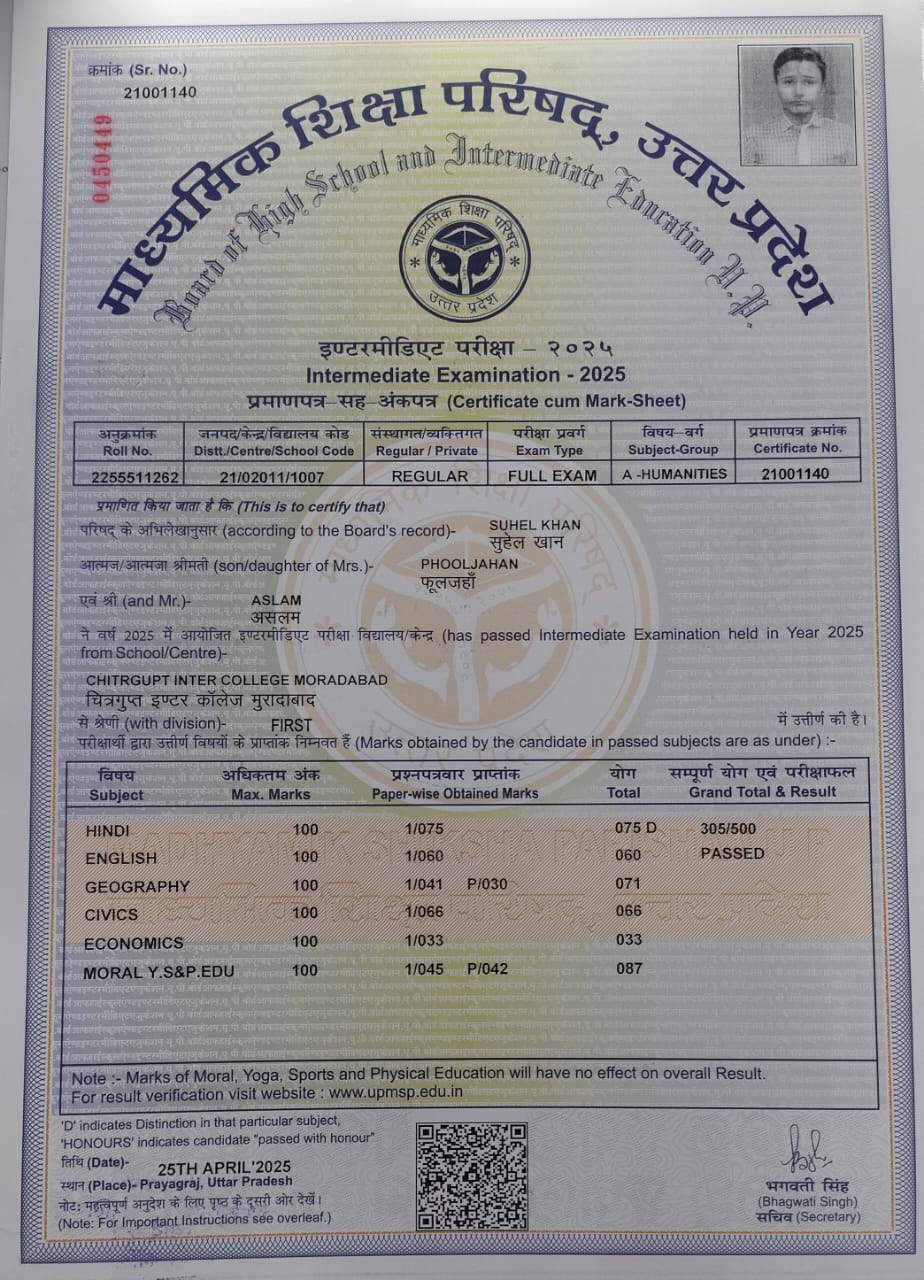 क्रमांक (Sr. No.)
21001140
0450449
माध्यमिक शिक्षा परिषद्, उत्तर प्रदेश
Board of High School and Intermediate Education U.P.
माध्यमिक शिक्षा परिषद्
उत्तर प्रदेश
इण्टरमीडिएट परीक्षा – २०२५
Intermediate Examination - 2025
प्रमाणपत्र–सह–अंकपत्र (Certificate cum Mark-Sheet)
अनुक्रमांक जनपद/केन्द्र/विद्यालय कोड संस्थागत/व्यक्तिगत परीक्षा प्रवर्ग विषय–वर्ग प्रमाणपत्र क्रमांक
Roll No. Distt./Centre/School Code Regular / Private Exam Type Subject-Group Certificate No.
2255511262 21/02011/1007 REGULAR FULL EXAM A -HUMANITIES 21001140
प्रमाणित किया जाता है कि (This is to certify that)
परिषद् के अभिलेखानुसार (according to the Board's record)- SUHEL KHAN
सुहेल खान
आत्मज/आत्मजा श्रीमती (son/daughter of Mrs.)- PHOOLJAHAN
फूलजहाँ
एवं श्री (and Mr.)- ASLAM
असलम
ने वर्ष 2025 में आयोजित इण्टरमीडिएट परीक्षा विद्यालय/केन्द्र (has passed Intermediate Examination held in Year 2025
from School/Centre)-
CHITRGUPT INTER COLLEGE MORADABAD
चित्रगुप्त इण्टर कॉलेज मुरादाबाद
से श्रेणी (with division)- FIRST में उत्तीर्ण की है।
परीक्षार्थी द्वारा उत्तीर्ण विषयों के प्राप्तांक निम्नवत हैं (Marks obtained by the candidate in passed subjects are as under) :-
विषय अधिकतम अंक प्रश्नपत्रवार प्राप्तांक योग सम्पूर्ण योग एवं परीक्षाफल
Subject Max. Marks Paper-wise Obtained Marks Total Grand Total & Result
HINDI 100 1/075 075 D 305/500
ENGLISH 100 1/060 060 PASSED
GEOGRAPHY 100 1/041 P/030 071
CIVICS 100 1/066 066
ECONOMICS 100 1/033 033
MORAL Y.S&P.EDU 100 1/045 P/042 087
Note :- Marks of Moral, Yoga, Sports and Physical Education will have no effect on overall Result.
For result verification visit website : www.upmsp.edu.in
'D' indicates Distinction in that particular subject,
'HONOURS' indicates candidate "passed with honour"
तिथि (Date)- 25TH APRIL'2025
स्थान (Place)- Prayagraj, Uttar Pradesh
नोट: महत्वपूर्ण अनुदेश के लिए पृष्ठ के दूसरी ओर देखें।
(Note: For Important Instructions see overleaf.)
भगवती सिंह
(Bhagwati Singh)
सचिव (Secretary)